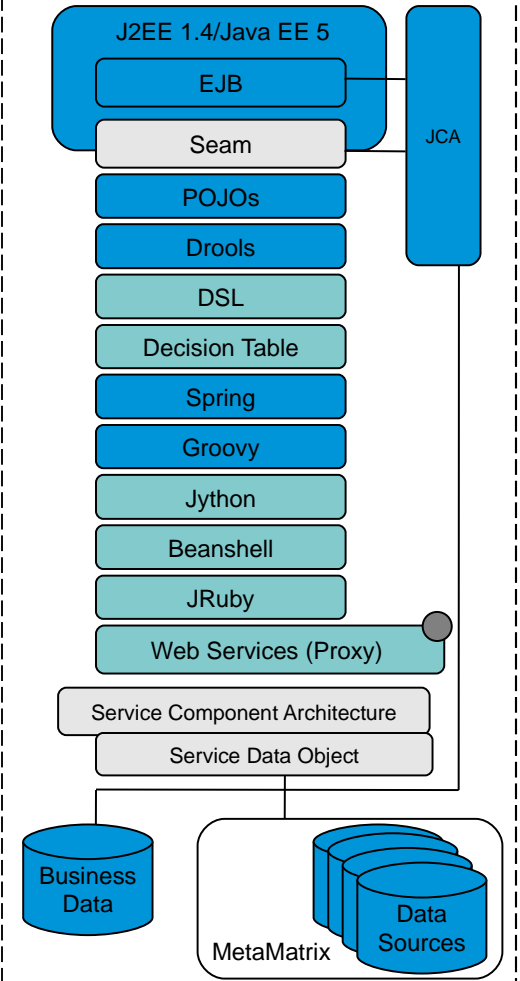 J2EE 1.4/Java EE 5
EJB
JCA
Seam
POJOs
Drools
DSL
Decision Table
Spring
Groovy
Jython
Beanshell
JRuby
Web Services (Proxy)
Service Component Architecture
Service Data Object
Business
Data
Data
Sources
MetaMatrix